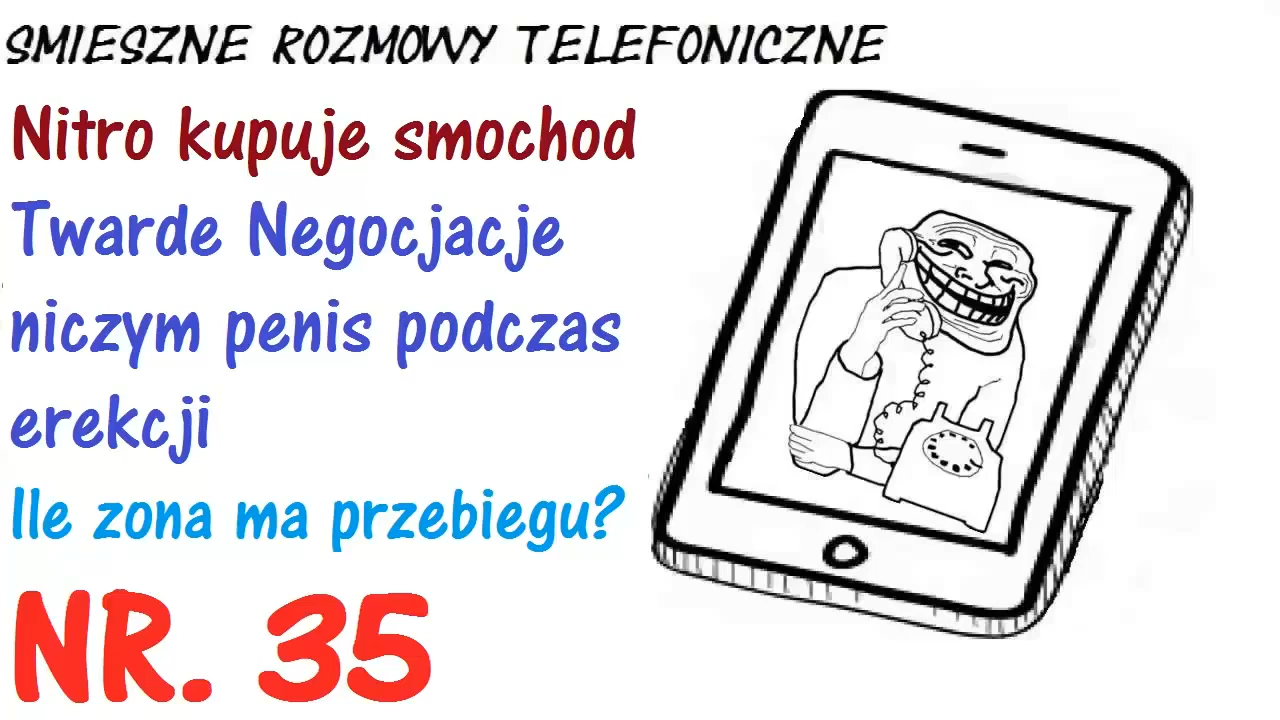 SMIESZNE ROZMOWY TELEFONICZNE
Nitro kupuje smochod
Twarde Negocjacje
niczym penis podczas
erekcji
Ile zona ma przebiegu?
NR. 35